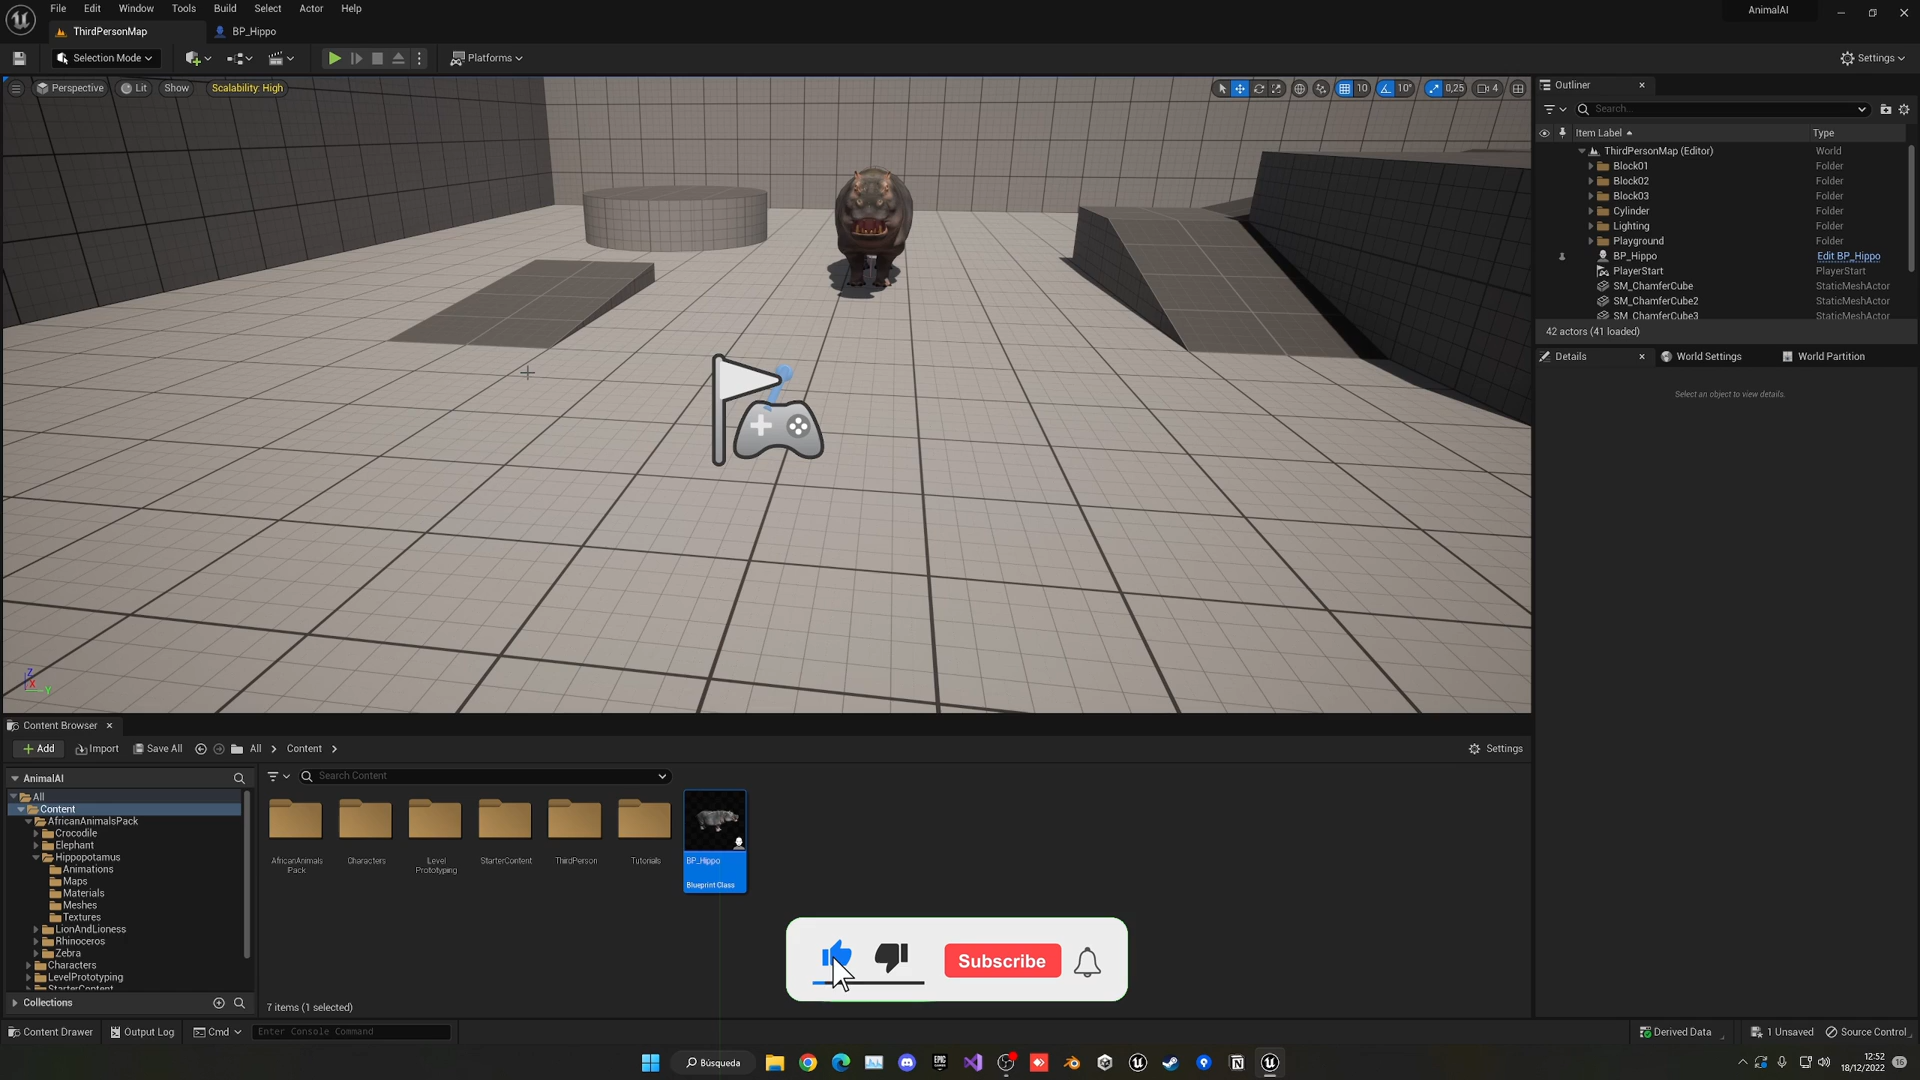 File Edit Window Tools Build Select Actor Help
AnimalAI
ThirdPersonMap
BP_Hippo
Selection Mode
Platforms
Settings
Perspective
Lit
Show
Scalability: High
10
10°
0,25
4
Outliner
Search...
Item Label
Type
ThirdPersonMap (Editor) World
Block01 Folder
Block02 Folder
Block03 Folder
Cylinder Folder
Lighting Folder
Playground Folder
BP_Hippo Edit BP_Hippo
PlayerStart PlayerStart
SM_ChamferCube StaticMeshActor
SM_ChamferCube2 StaticMeshActor
SM_ChamferCube3 StaticMeshActor
42 actors (41 loaded)
Details
World Settings
World Partition
Select an object to view details.
Z
X
Y
Content Browser
Add
Import
Save All
All
Content
Settings
AnimalAI
Search Content
All
Content
AfricanAnimalsPack
Crocodile
Elephant
Hippopotamus
Animations
Maps
Materials
Meshes
Textures
LionAndLioness
Rhinoceros
Zebra
Characters
LevelPrototyping
StarterContent
Collections
AfricanAnimals
Pack
Characters
Level
Prototyping
StarterContent
ThirdPerson
Tutorials
BP_Hippo
Blueprint Class
Subscribe
7 items (1 selected)
Content Drawer
Output Log
Cmd
Enter Console Command
Derived Data
1 Unsaved
Source Control
Búsqueda
12:52
18/12/2022
16